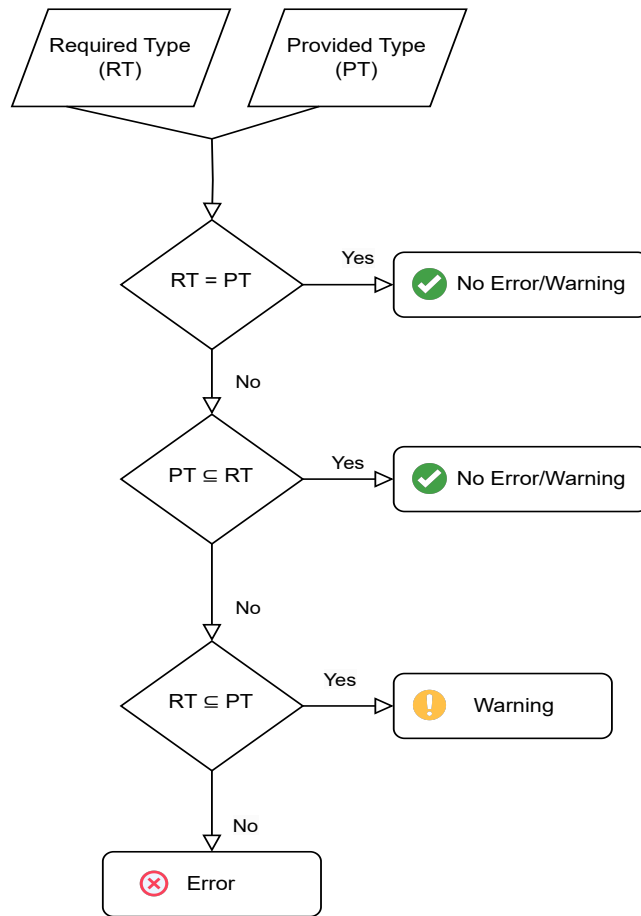 Required Type
(RT)
Provided Type
(PT)
RT = PT
Yes
No Error/Warning
No
PT ⊆ RT
Yes
No Error/Warning
No
RT ⊆ PT
Yes
Warning
No
Error